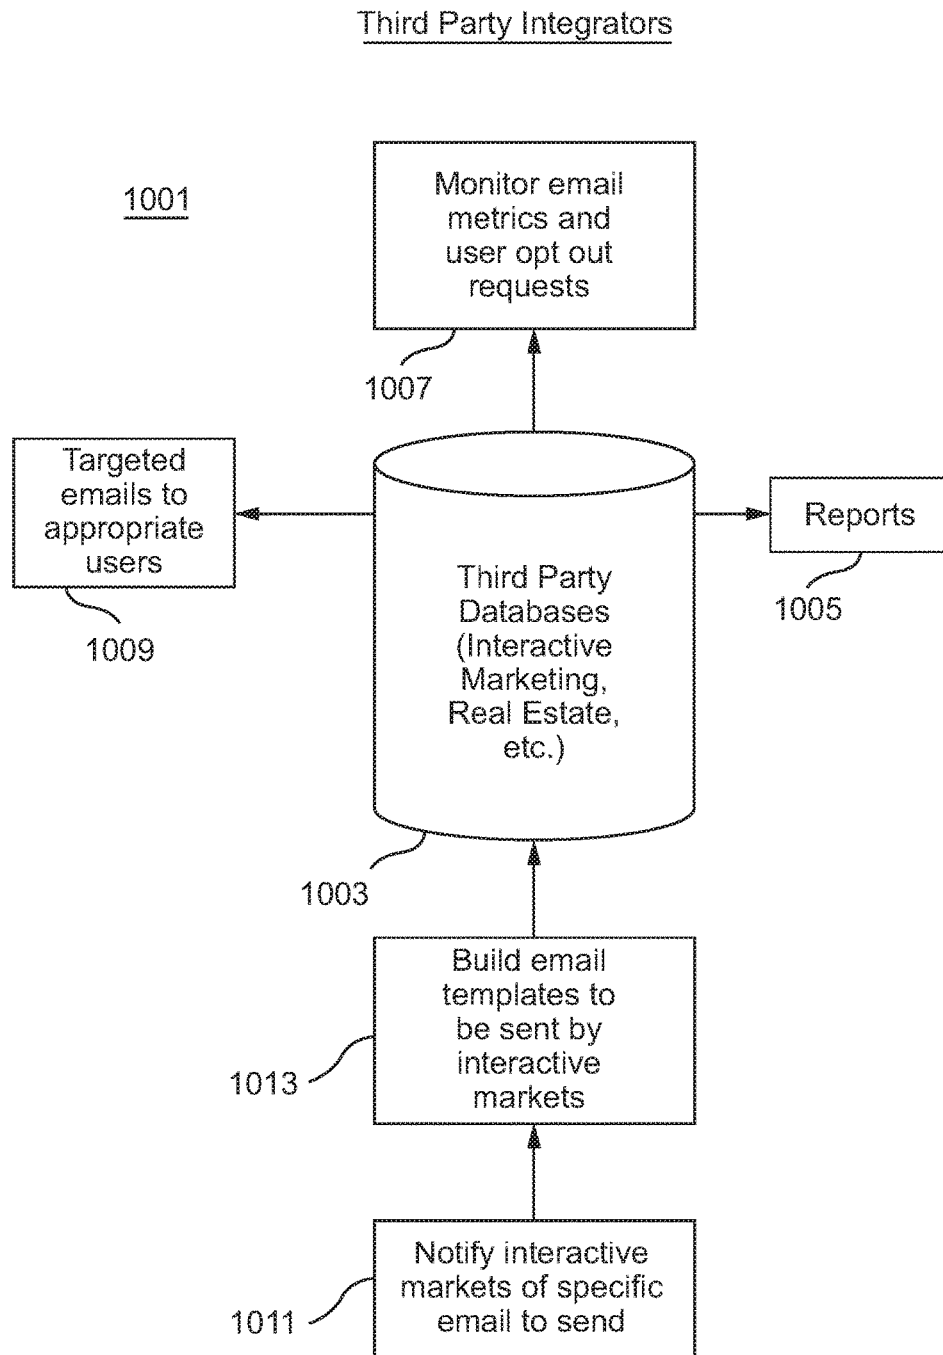 Third Party Integrators
1001
Monitor email
metrics and
user opt out
requests
1007
Targeted
emails to
appropriate
users
1009
Reports
1005
Third Party
Databases
(Interactive
Marketing,
Real Estate,
etc.)
1003
Build email
templates to
be sent by
interactive
markets
1013
Notify interactive
markets of specific
email to send
1011